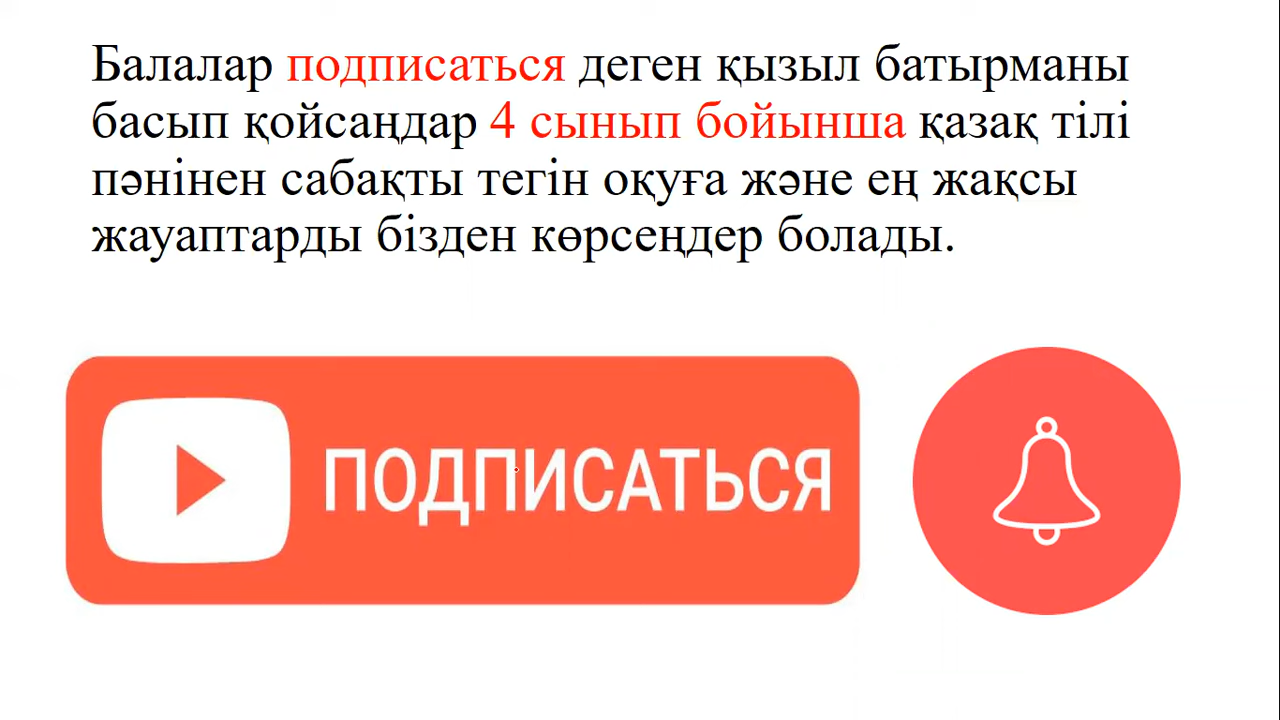 Балалар подписаться деген қызыл батырманы
басып қойсаңдар 4 сынып бойынша қазақ тілі
пәнінен сабақты тегін оқуға және ең жақсы
жауаптарды бізден көрсеңдер болады.
ПОДПИСАТЬСЯ